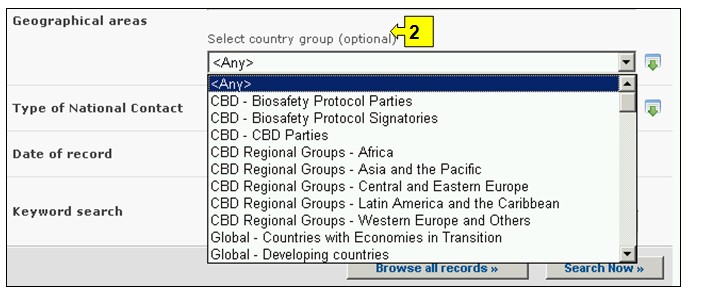 Geographical areas
Select country group (optional)
2
<Any>
<Any>
CBD - Biosafety Protocol Parties
CBD - Biosafety Protocol Signatories
Type of National Contact
CBD - CBD Parties
CBD Regional Groups - Africa
Date of record
CBD Regional Groups - Asia and the Pacific
CBD Regional Groups - Central and Eastern Europe
CBD Regional Groups - Latin America and the Caribbean
Keyword search
CBD Regional Groups - Western Europe and Others
Global - Countries with Economies in Transition
Global - Developing countries
Browse all records »
Search Now »